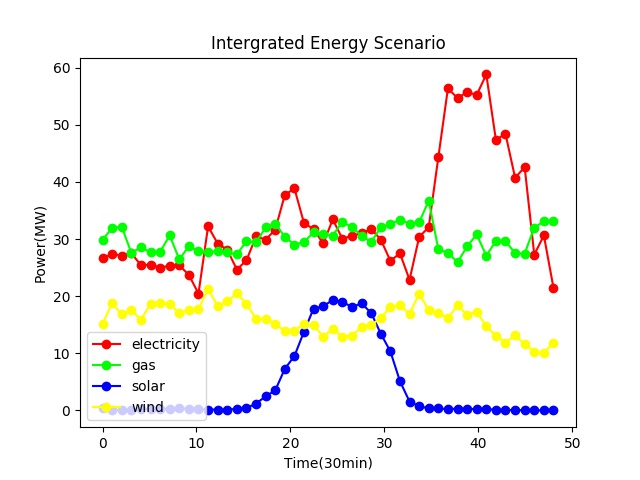 Intergrated Energy Scenario
Power(MW)
60
50
40
30
20
10
0
electricity
gas
solar
wind
0 10 20 30 40 50
Time(30min)